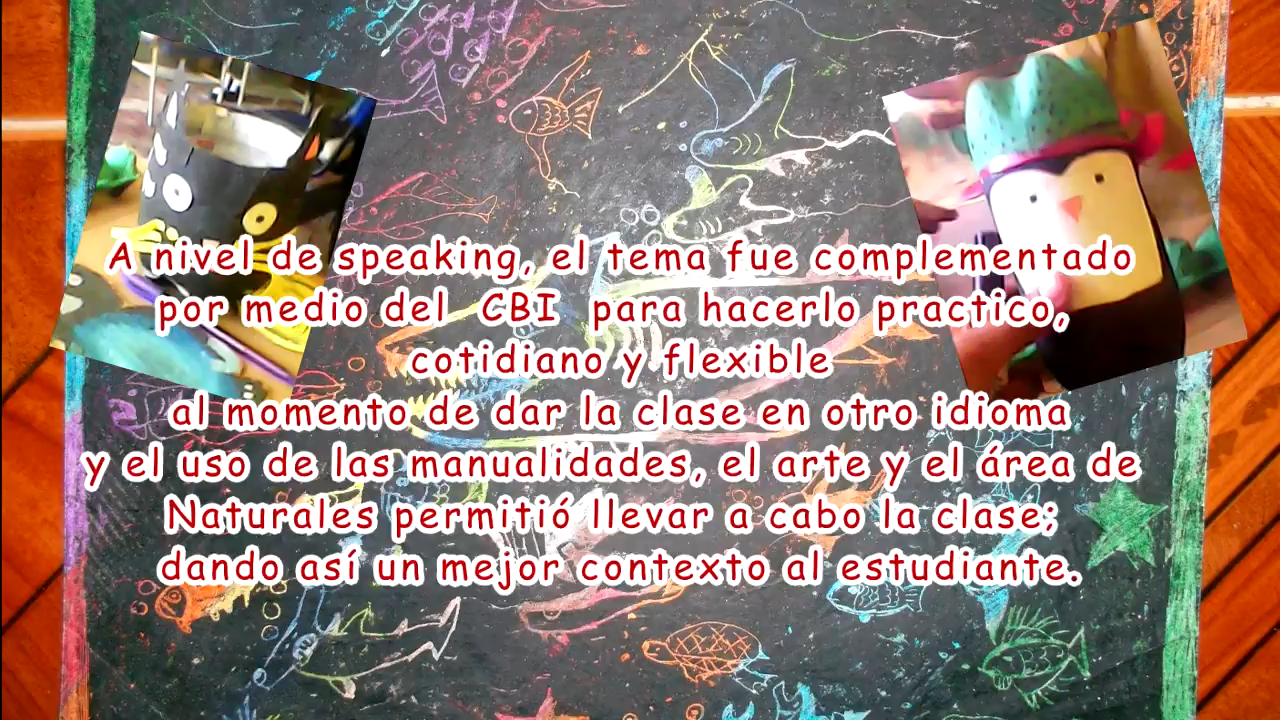 A nivel de speaking, el tema fue complementado
por medio del CBI para hacerlo practico,
cotidiano y flexible
al momento de dar la clase en otro idioma
y el uso de las manualidades, el arte y el área de
Naturales permitió llevar a cabo la clase;
dando así un mejor contexto al estudiante.